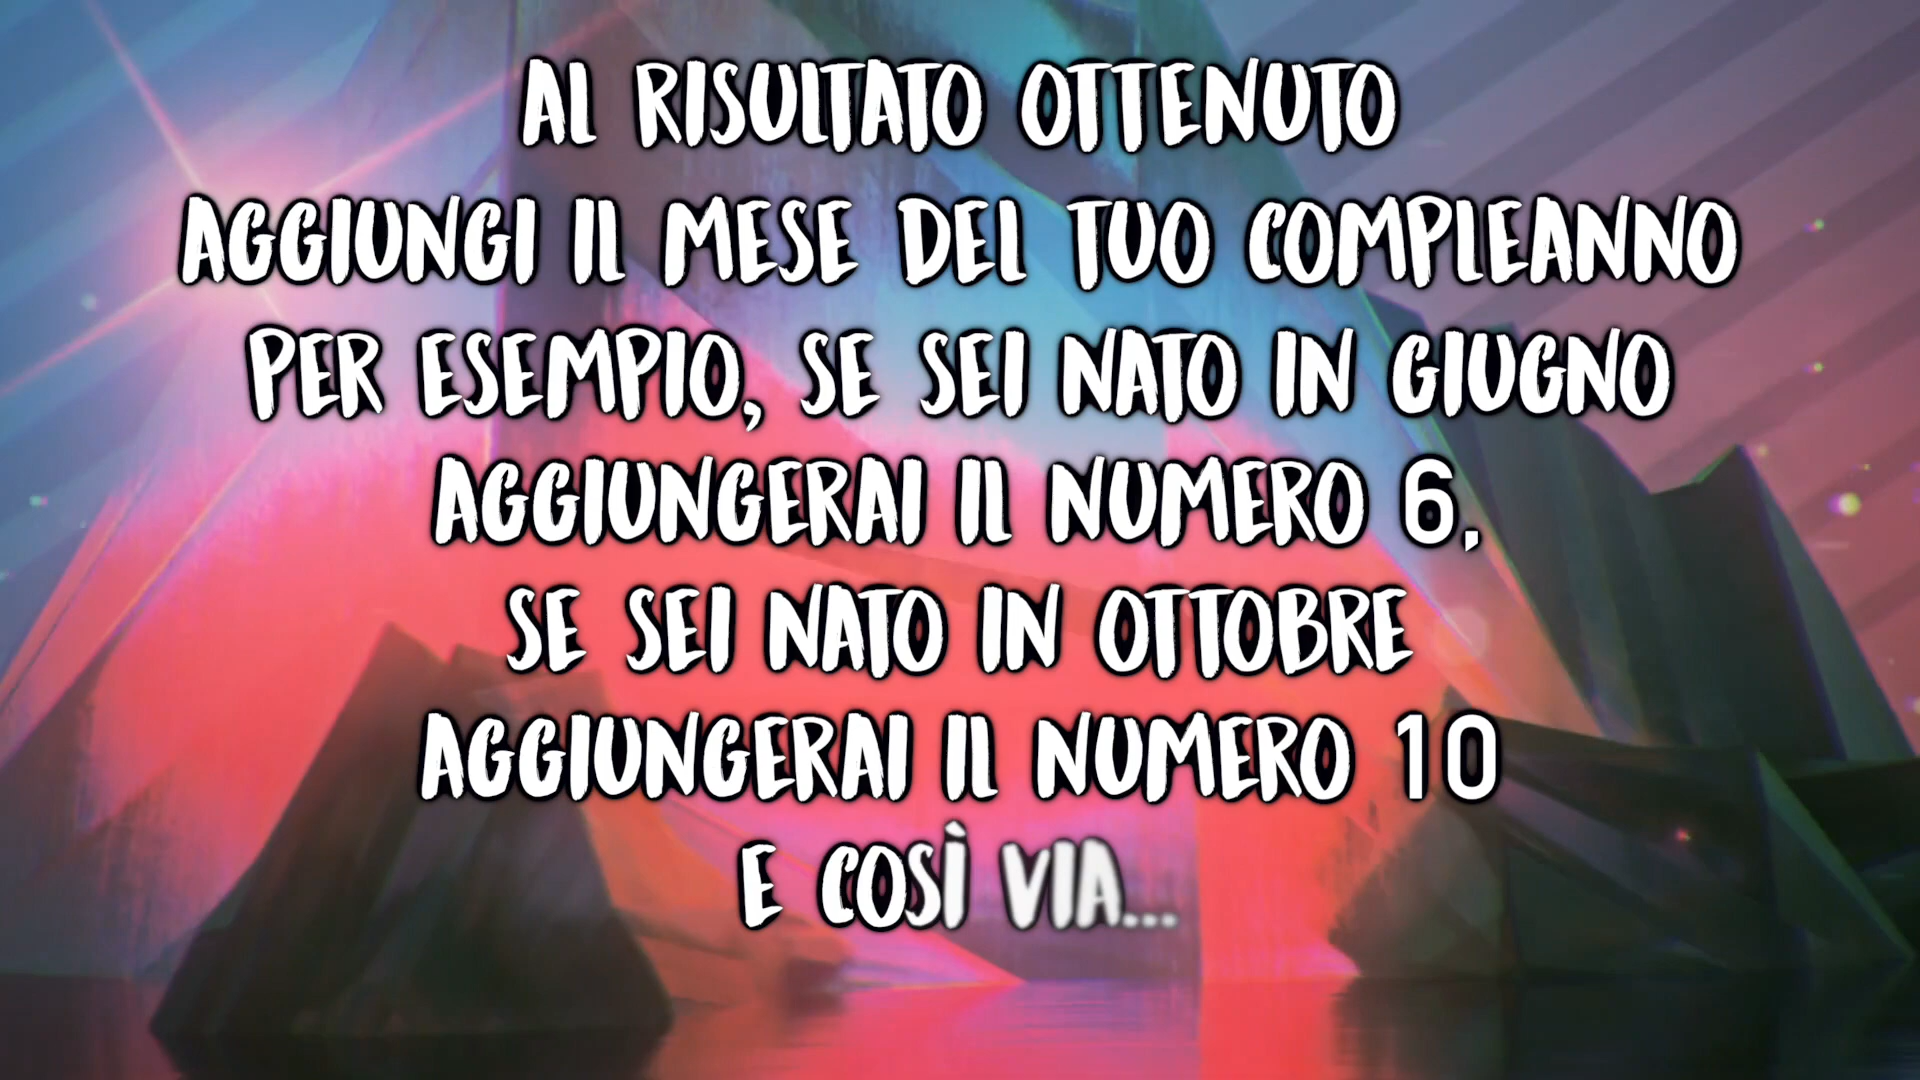 AL RISULTATO OTTENUTO
AGGIUNGI IL MESE DEL TUO COMPLEANNO
PER ESEMPIO, SE SEI NATO IN GIUGNO
AGGIUNGERAI IL NUMERO 6,
SE SEI NATO IN OTTOBRE
AGGIUNGERAI IL NUMERO 10
E COSÌ VIA...